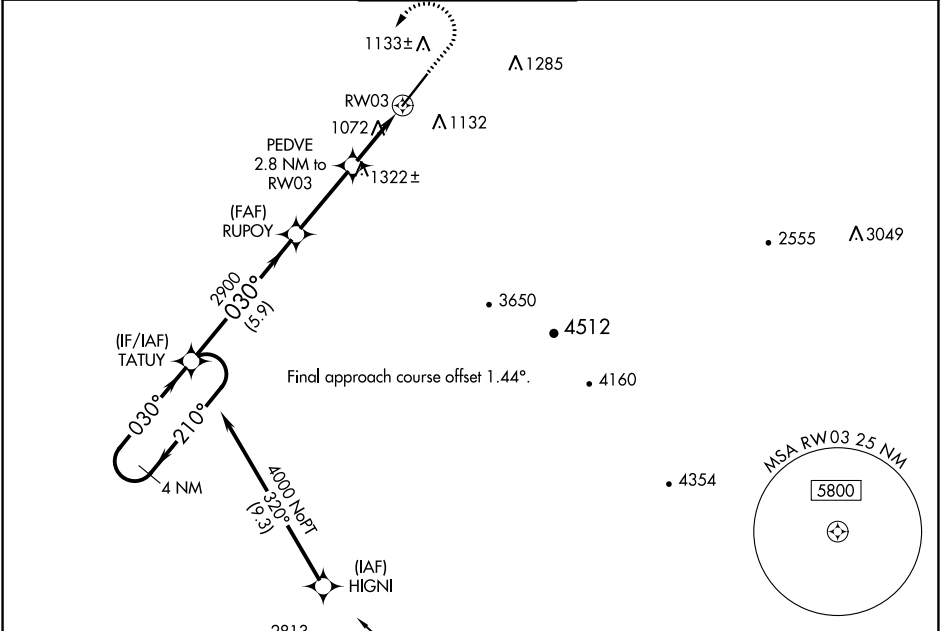 1133±
1285
RW03
1072
1132
PEDVE
2.8 NM to
RW03
1322±
(FAF)
RUPOY
2555
3049
2900
030°
(5.9)
3650
4512
(IF/IAF)
TATUY
Final approach course offset 1.44°.
4160
030°
210°
4 NM
4000 NoPT
320°
(9.3)
4354
MSA RW03 25 NM
5800
(IAF)
HIGNI
2813